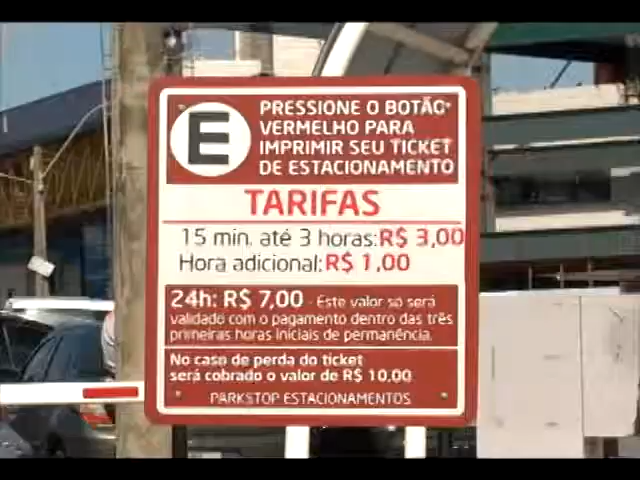 E
PRESSIONE O BOTÃO
VERMELHO PARA
IMPRIMIR SEU TICKET
DE ESTACIONAMENTO
TARIFAS
15 min. até 3 horas: R$ 3,00
Hora adicional: R$ 1,00
24h: R$ 7,00 - Este valor só será
validado com o pagamento dentro das três
primeiras horas iniciais de permanência.
No caso de perda do ticket
será cobrado o valor de R$ 10,00
PARKSTOP ESTACIONAMENTOS